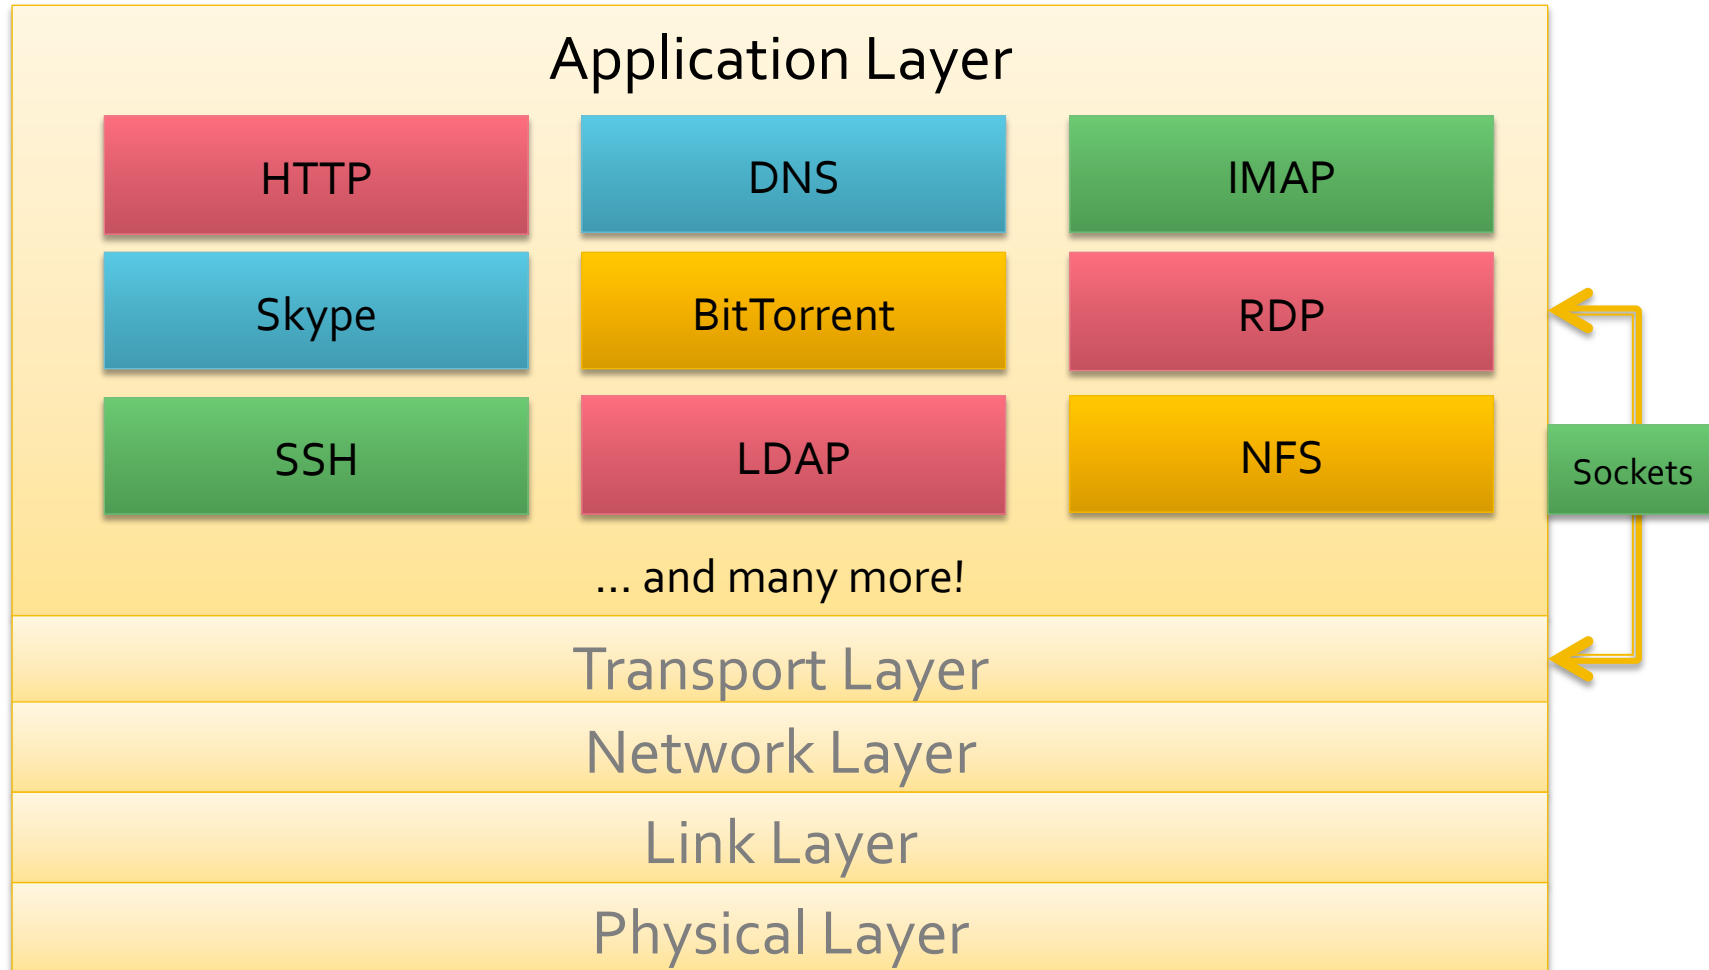 Application Layer
HTTP
DNS
IMAP
Skype
BitTorrent
RDP
SSH
LDAP
NFS
Sockets
... and many more!
Transport Layer
Network Layer
Link Layer
Physical Layer